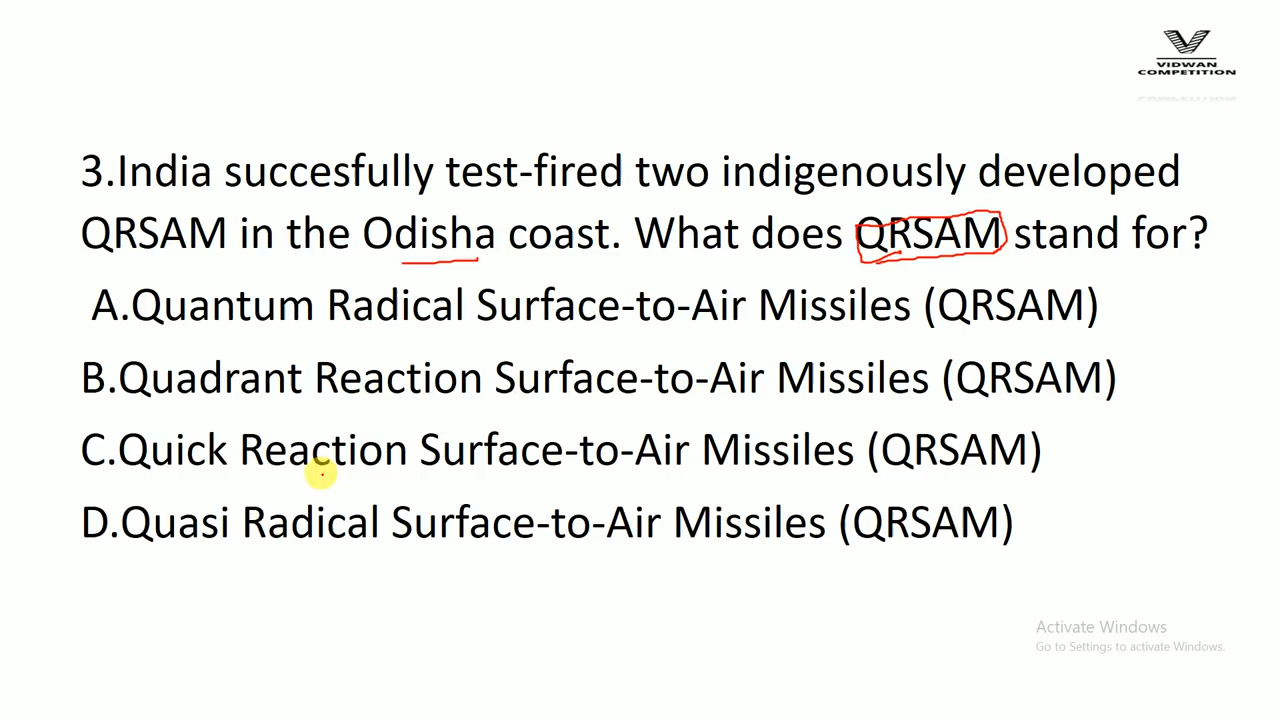 VIDWAN
COMPETITION
3.India succesfully test-fired two indigenously developed
QRSAM in the Odisha coast. What does QRSAM stand for?
A.Quantum Radical Surface-to-Air Missiles (QRSAM)
B.Quadrant Reaction Surface-to-Air Missiles (QRSAM)
C.Quick Reaction Surface-to-Air Missiles (QRSAM)
D.Quasi Radical Surface-to-Air Missiles (QRSAM)
Activate Windows
Go to Settings to activate Windows.